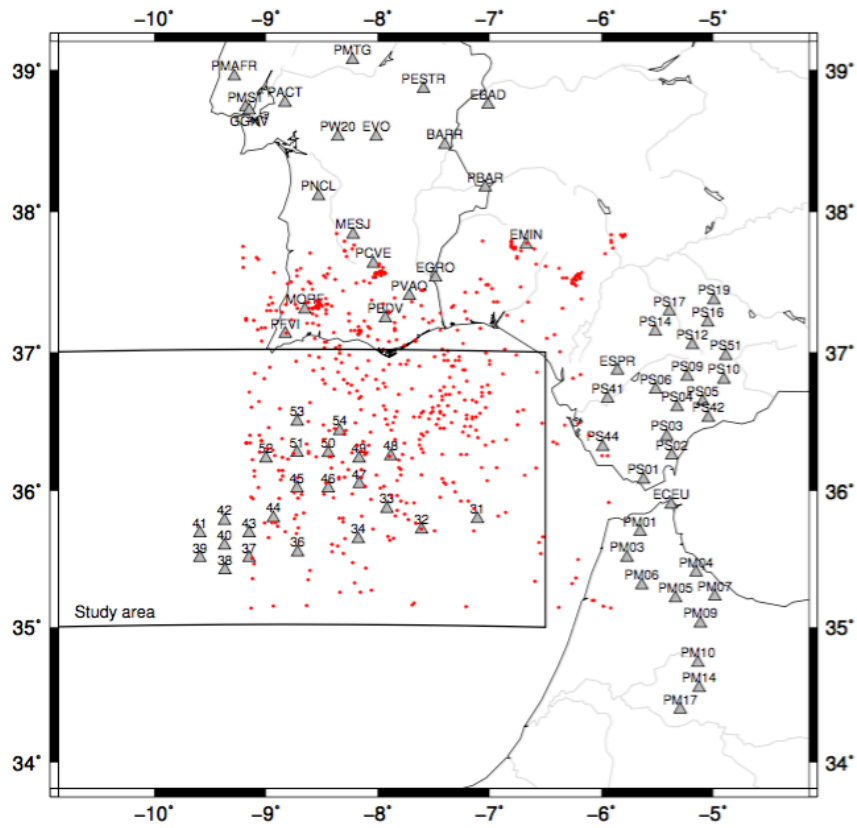 −10° −9° −8° −7° −6° −5°
PMTG
39° 39°
PMAFR
PESTR
PACT EBAD
PMST
PW20 EVO
BARR
PBAR
PNCL
38° 38°
MESJ
EMIN
PCVE
EGRO
PVAQ PS19
MORF PS17
PBDV PS16
PFVI PS14
PS12
37° 37°
PS51
ESPR PS09 PS10
PS06 PS05
PS41 PS04
PS42
53
54 PS03
PS44
52 51 50 49 48 PS02
PS01
45 46 47
36° 36°
ECEU
33
42 44 31
41 43 32 PM01
40 34
39 37 36 PM03
38 PM04
PM06
PM05 PM07
Study area PM09
35° 35°
PM10
PM14
PM17
34° 34°
−10° −9° −8° −7° −6° −5°